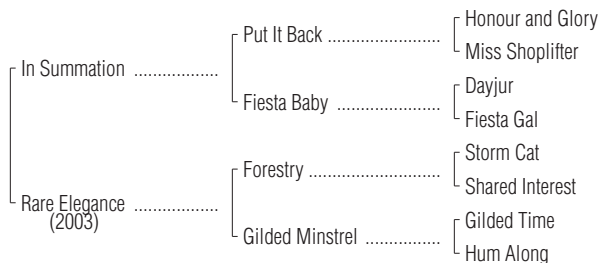 Honour and Glory
Put It Back ........................
Miss Shoplifter
In Summation ..................
Dayjur
Fiesta Baby ......................
Fiesta Gal
Storm Cat
Forestry ............................
Shared Interest
Rare Elegance ..................
(2003)
Gilded Time
Gilded Minstrel ................
Hum Along